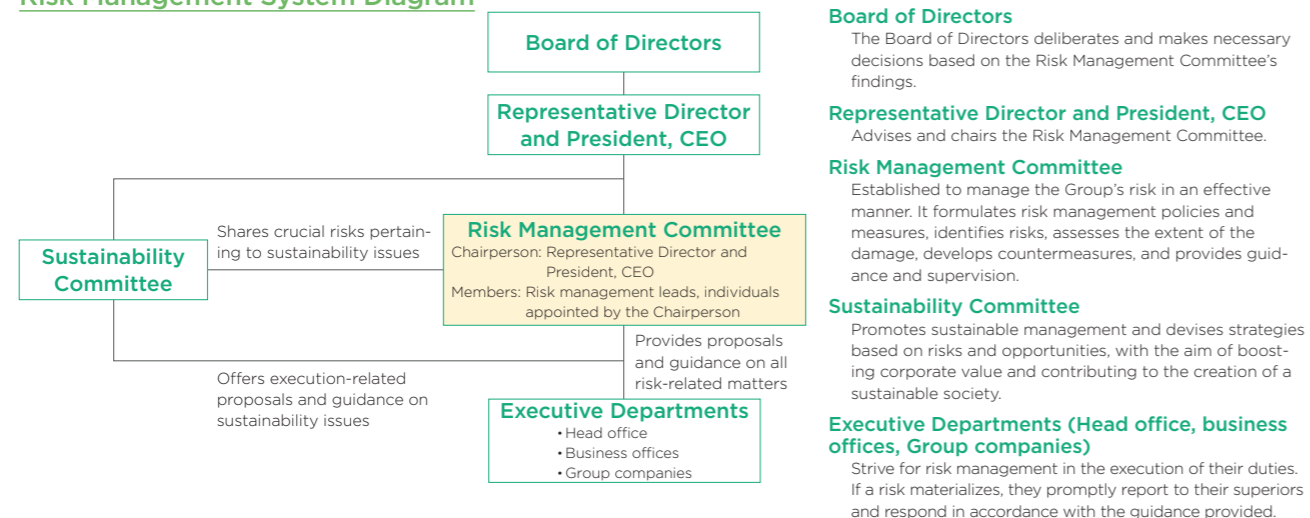 Risk Management System Diagram
Board of Directors
Representative Director
and President, CEO
Shares crucial risks pertain-
ing to sustainability issues
Sustainability
Committee
Risk Management Committee
Chairperson: Representative Director and
President, CEO
Members: Risk management leads, individuals
appointed by the Chairperson
Provides proposals
and guidance on all
risk-related matters
Offers execution-related
proposals and guidance on
sustainability issues
Executive Departments
• Head office
• Business offices
• Group companies
Board of Directors
The Board of Directors deliberates and makes necessary
decisions based on the Risk Management Committee's
findings.
Representative Director and President, CEO
Advises and chairs the Risk Management Committee.
Risk Management Committee
Established to manage the Group's risk in an effective
manner. It formulates risk management policies and
measures, identifies risks, assesses the extent of the
damage, develops countermeasures, and provides guid-
ance and supervision.
Sustainability Committee
Promotes sustainable management and devises strategies
based on risks and opportunities, with the aim of boost-
ing corporate value and contributing to the creation of a
sustainable society.
Executive Departments (Head office, business
offices, Group companies)
Strive for risk management in the execution of their duties.
If a risk materializes, they promptly report to their superiors
and respond in accordance with the guidance provided.